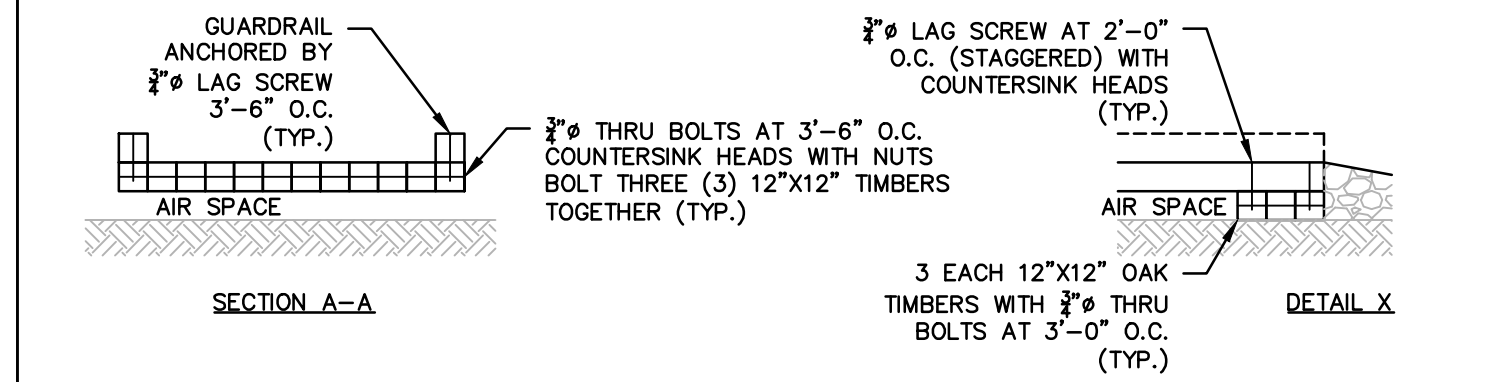 GUARDRAIL
ANCHORED BY
¾"ø LAG SCREW
3'-6" O.C.
(TYP.)
¾"ø THRU BOLTS AT 3'-6" O.C.
COUNTERSINK HEADS WITH NUTS
BOLT THREE (3) 12"X12" TIMBERS
TOGETHER (TYP.)
AIR SPACE
SECTION A-A
¾"ø LAG SCREW AT 2'-0"
O.C. (STAGGERED) WITH
COUNTERSINK HEADS
(TYP.)
AIR SPACE
3 EACH 12"X12" OAK
TIMBERS WITH ¾"ø THRU
BOLTS AT 3'-0" O.C.
(TYP.)
DETAIL X